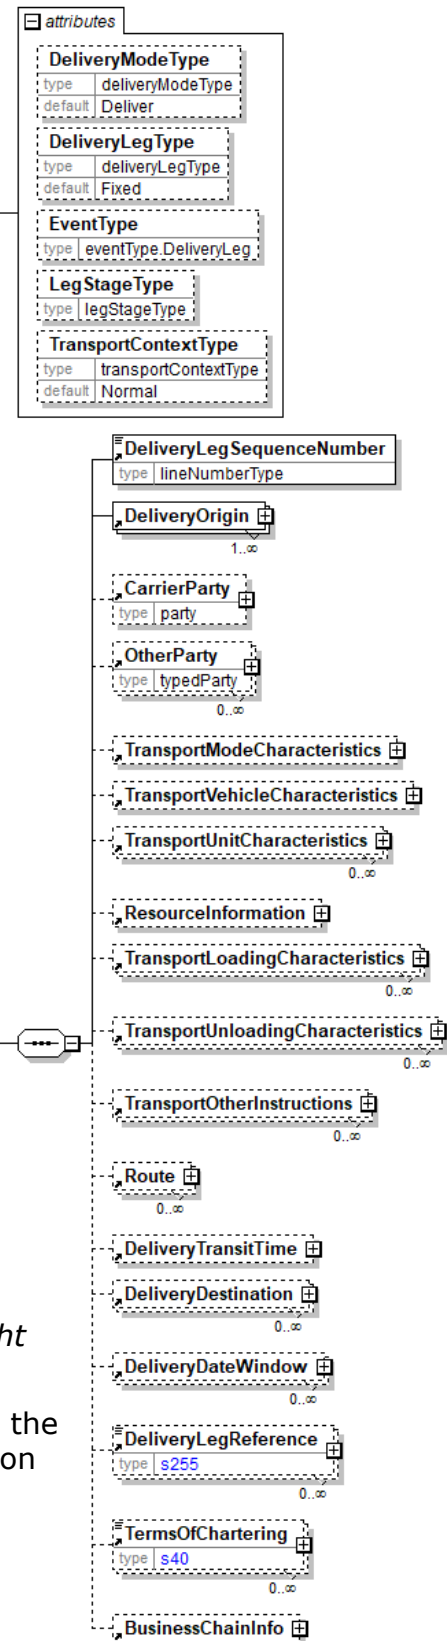 attributes
DeliveryModeType
type deliveryModeType
default Deliver
DeliveryLegType
type deliveryLegType
default Fixed
EventType
type eventType.DeliveryLeg
LegStageType
type legStageType
TransportContextType
type transportContextType
default Normal
DeliveryLegSequenceNumber
type lineNumberType
DeliveryOrigin
1..∞
CarrierParty
type party
OtherParty
type typedParty
0..∞
TransportModeCharacteristics
TransportVehicleCharacteristics
TransportUnitCharacteristics
0..∞
ResourceInformation
TransportLoadingCharacteristics
0..∞
TransportUnloadingCharacteristics
0..∞
TransportOtherInstructions
0..∞
Route
0..∞
DeliveryTransitTime
DeliveryDestination
0..∞
ht
DeliveryDateWindow
0..∞
the
on
DeliveryLegReference
type s255
0..∞
TermsOfChartering
type s40
0..∞
BusinessChainInfo